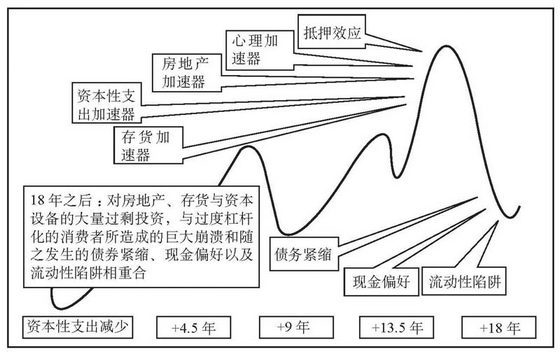 抵押效应
心理加
速器
房地产
加速器
资本性支
出加速器
存货加
速器
18年之后：对房地产、存货与资本
设备的大量过剩投资，与过度杠杆
化的消费者所造成的巨大崩溃和随
之发生的债券紧缩、现金偏好以及
流动性陷阱相重合
债务紧缩
现金偏好
流动性陷阱
资本性支出减少
+4.5 年
+9 年
+13.5 年
+18 年